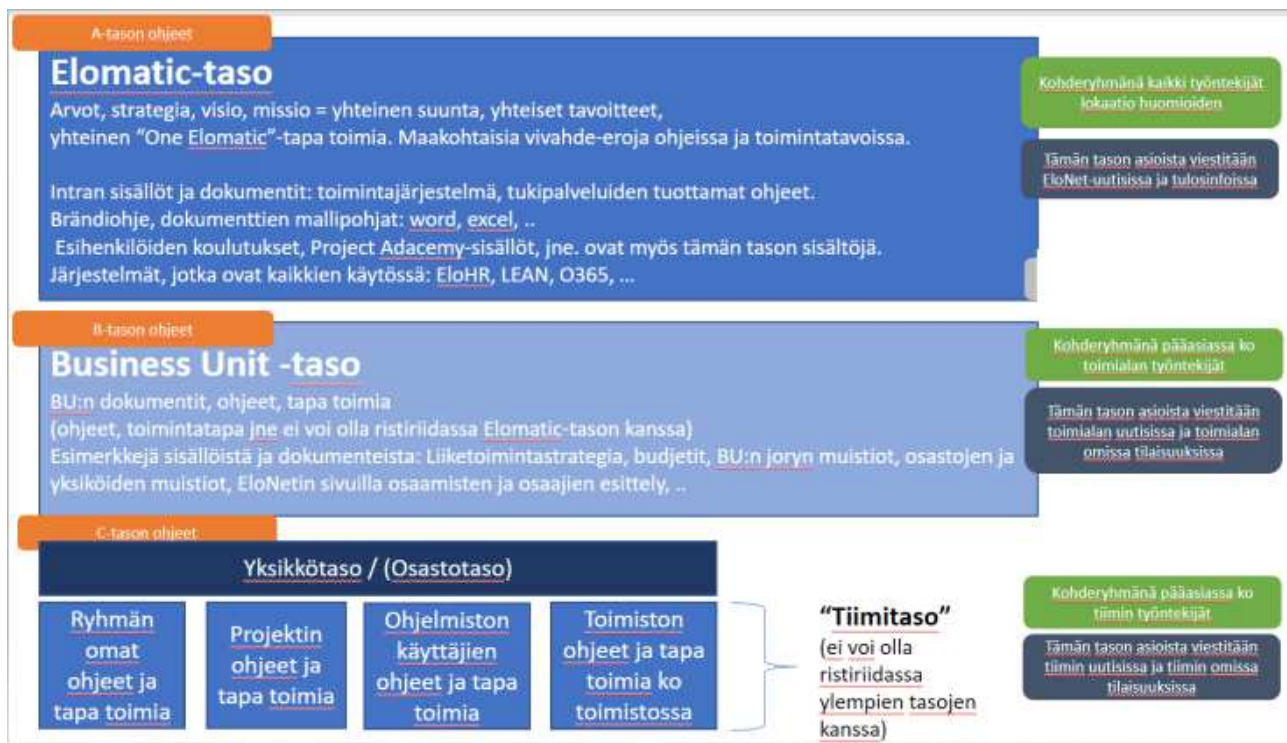 A-tason ohjeet
Elomatic-taso
Arvot, strategia, visio, missio = yhteinen suunta, yhteiset tavoitteet,
yhteinen “One Elomatic”-tapa toimia. Maakohtaisia vivahde-eroja ohjeissa ja toimintatavoissa.
Intran sisällöt ja dokumentit: toimintajärjestelmä, tukipalveluiden tuottamat ohjeet.
Brändiohje, dokumenttien mallipohjat: word, excel, ..
Esihenkilöiden koulutukset, Project Adacemy-sisällöt, jne. ovat myös tämän tason sisältöjä.
Järjestelmät, jotka ovat kaikkien käytössä: EloHR, LEAN, O365, ...
Kohderyhmänä kaikki työntekijät
lokaatio huomioiden
Tämän tason asioista viestitään
EloNet-uutisissa ja tulosinfoissa
B-tason ohjeet
Business Unit -taso
BU:n dokumentit, ohjeet, tapa toimia
(ohjeet, toimintatapa jne ei voi olla ristiriidassa Elomatic-tason kanssa)
Esimerkkejä sisällöistä ja dokumenteista: Liiketoimintastrategia, budjetit, BU:n joryn muistiot, osastojen ja
yksiköiden muistiot, EloNetin sivuilla osaamisten ja osaajien esittely, ..
Kohderyhmänä pääasiassa ko
toimialan työntekijät
Tämän tason asioista viestitään
toimialan uutisissa ja toimialan
omissa tilaisuuksissa
C-tason ohjeet
Yksikkötaso / (Osastotaso)
Ryhmän
omat
ohjeet ja
tapa toimia
Projektin
ohjeet ja
tapa toimia
Ohjelmiston
käyttäjien
ohjeet ja tapa
toimia
Toimiston
ohjeet ja tapa
toimia ko
toimistossa
“Tiimitaso”
(ei voi olla
ristiriidassa
ylempien tasojen
kanssa)
Kohderyhmänä pääasiassa ko
tiimin työntekijät
Tämän tason asioista viestitään
tiimin uutisissa ja tiimin omissa
tilaisuuksissa